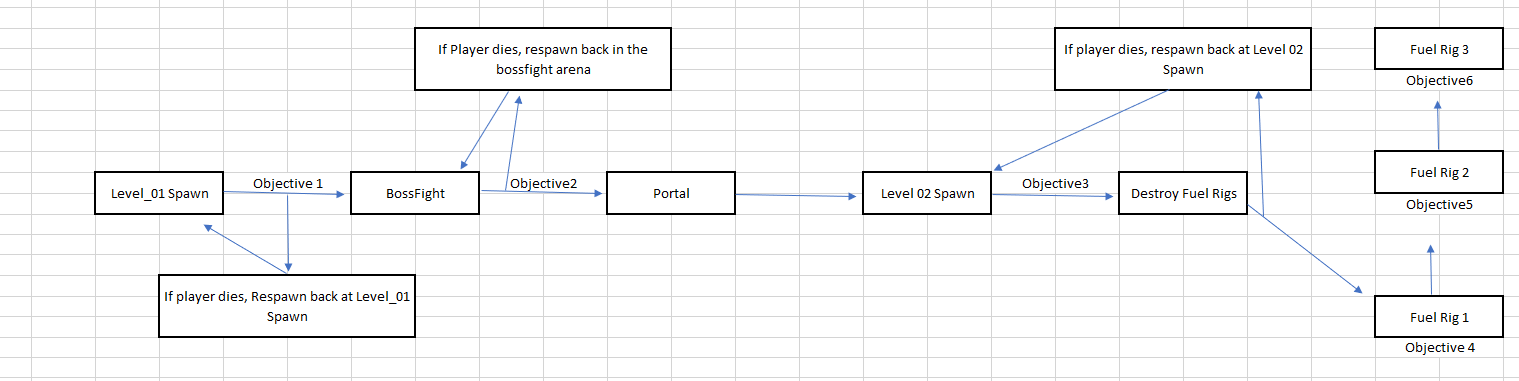 If Player dies, respawn back in the
bossfight arena
If player dies, respawn back at Level 02
Spawn
Fuel Rig 3
Objective6
Level_01 Spawn
Objective 1
BossFight
Objective2
Portal
Level 02 Spawn
Objective3
Destroy Fuel Rigs
Fuel Rig 2
Objective5
If player dies, Respawn back at Level_01
Spawn
Fuel Rig 1
Objective 4